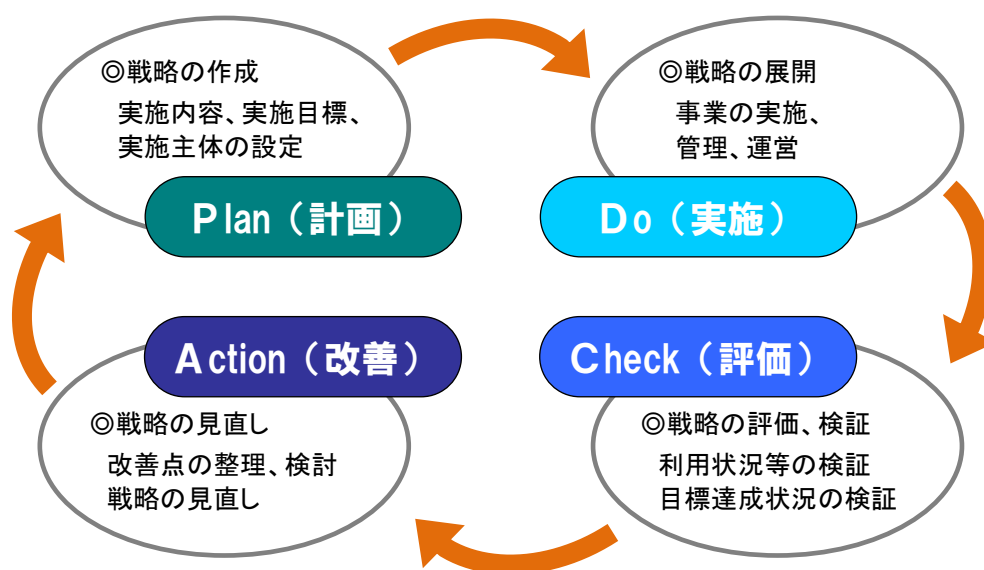 ◎戦略の作成
実施内容、実施目標、
実施主体の設定
Plan（計画）
◎戦略の展開
事業の実施、
管理、運営
Do（実施）
Check（評価）
◎戦略の評価、検証
利用状況等の検証
目標達成状況の検証
Action（改善）
◎戦略の見直し
改善点の整理、検討
戦略の見直し